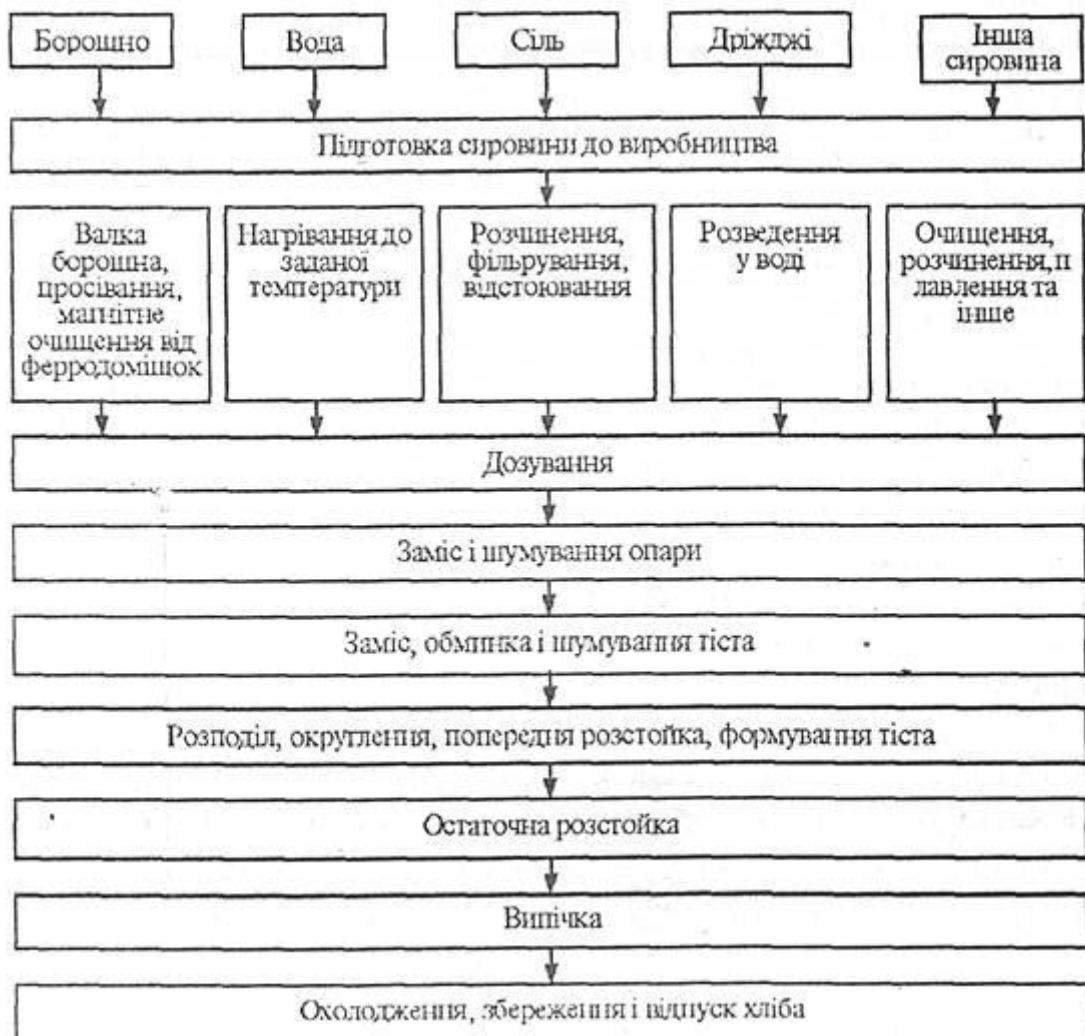 Борошно
Вода
Сіль
Дріжджі
Інша
сировина
Підготовка сировини до виробництва
Валка
борошна,
просівання,
магнітне
очищення від
ферродомішок
Нагрівання до
заданої
температури
Розчинення,
фільрування,
відстоювання
Розведення
у воді
Очищення,
розчинення, п
лавлення та
інше
Дозування
Заміс і шумування опари
Заміс, обминка і шумування тіста
Розподіл, округлення, попередня розстойка, формування тіста
Остаточна розстойка
Випічка
Охолодження, збереження і відпуск хліба